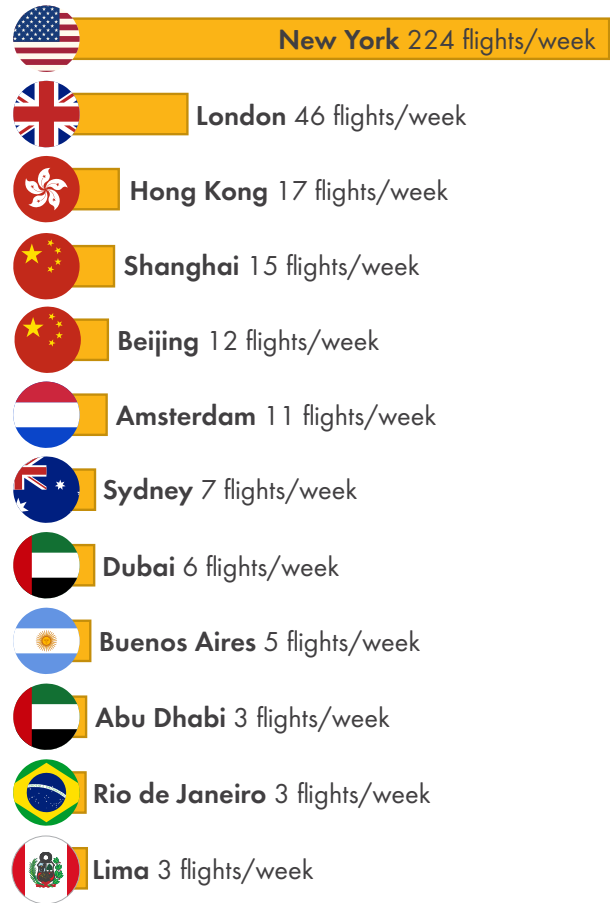 New York 224 flights/week
London 46 flights/week
Hong Kong 17 flights/week
Shanghai 15 flights/week
Beijing 12 flights/week
Amsterdam 11 flights/week
Sydney 7 flights/week
Dubai 6 flights/week
Buenos Aires 5 flights/week
Abu Dhabi 3 flights/week
Rio de Janeiro 3 flights/week
Lima 3 flights/week